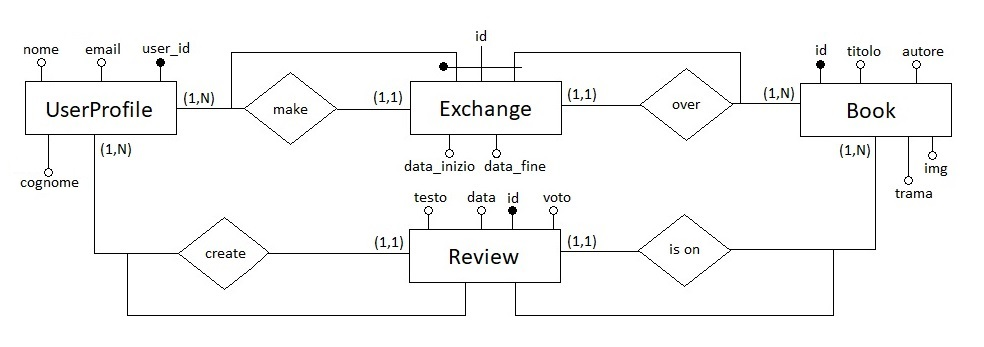 id
nome email user_id
id titolo autore
UserProfile (1,N) make (1,1) Exchange (1,1) over (1,N) Book
(1,N) (1,N)
data_inizio data_fine
img
cognome
trama
testo data id voto
create (1,1) Review (1,1) is on